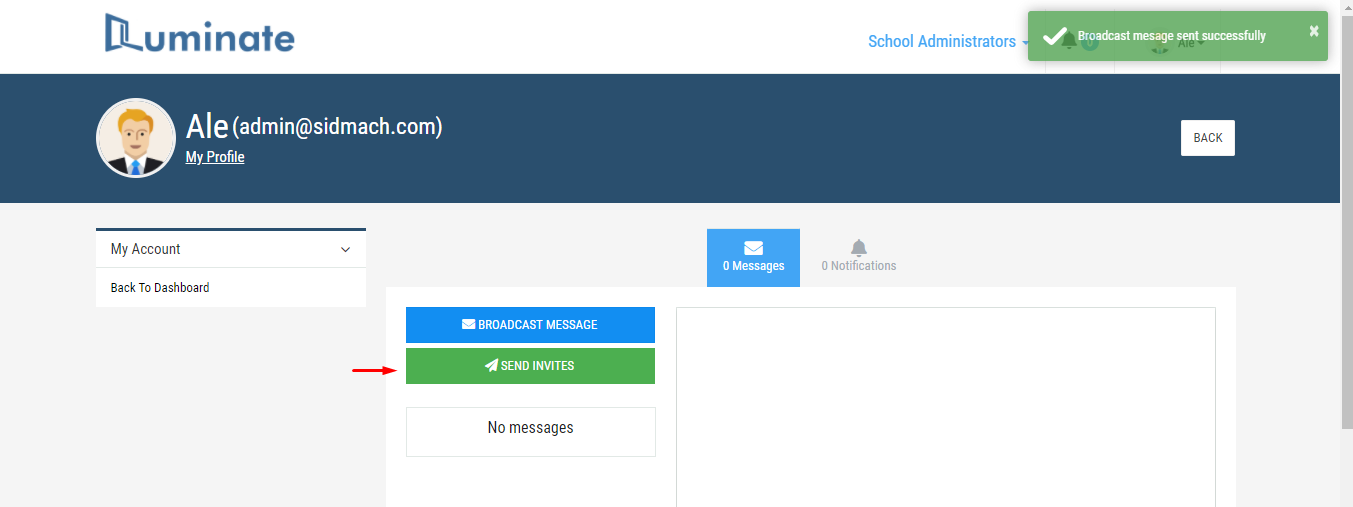 Luminate
School Administrators
Broadcast mesage sent successfully
×
Ale
Ale (admin@sidmach.com)
My Profile
BACK
My Account
Back To Dashboard
0 Messages
0 Notifications
BROADCAST MESSAGE
SEND INVITES
No messages